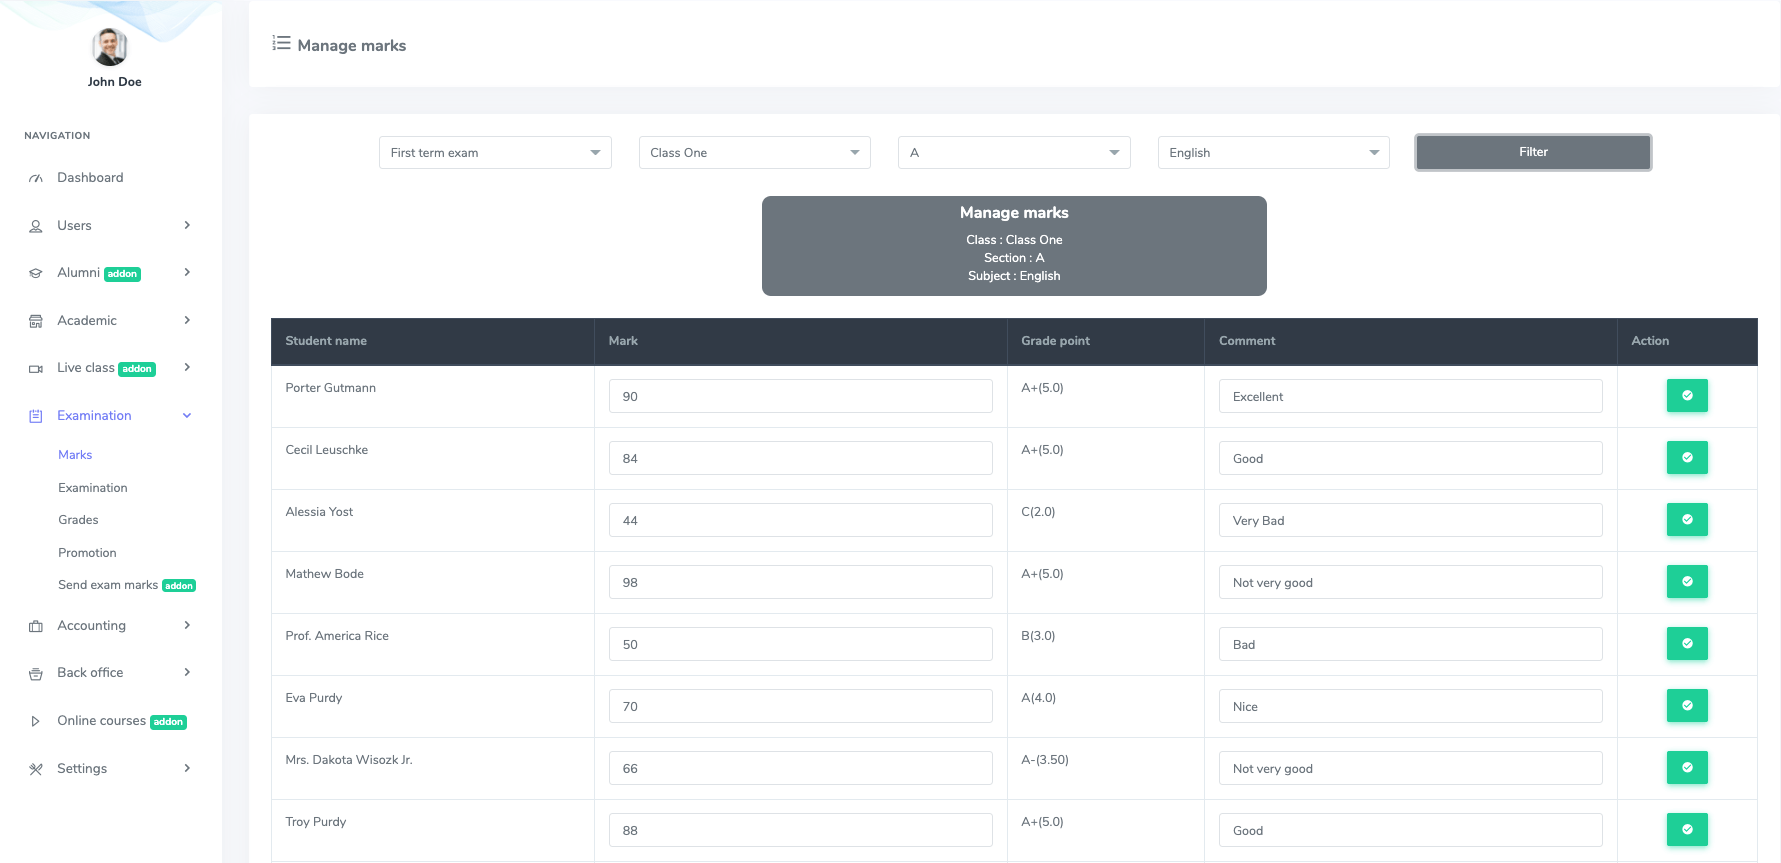 John Doe
NAVIGATION
Dashboard
Users
Alumni addon
Academic
Live class addon
Examination
Marks
Examination
Grades
Promotion
Send exam marks addon
Accounting
Back office
Online courses addon
Settings
Manage marks
First term exam Class One A English Filter
Manage marks
Class : Class One
Section : A
Subject : English
Student name Mark Grade point Comment Action
Porter Gutmann 90 A+(5.0) Excellent
Cecil Leuschke 84 A+(5.0) Good
Alessia Yost 44 C(2.0) Very Bad
Mathew Bode 98 A+(5.0) Not very good
Prof. America Rice 50 B(3.0) Bad
Eva Purdy 70 A(4.0) Nice
Mrs. Dakota Wisozk Jr. 66 A-(3.50) Not very good
Troy Purdy 88 A+(5.0) Good